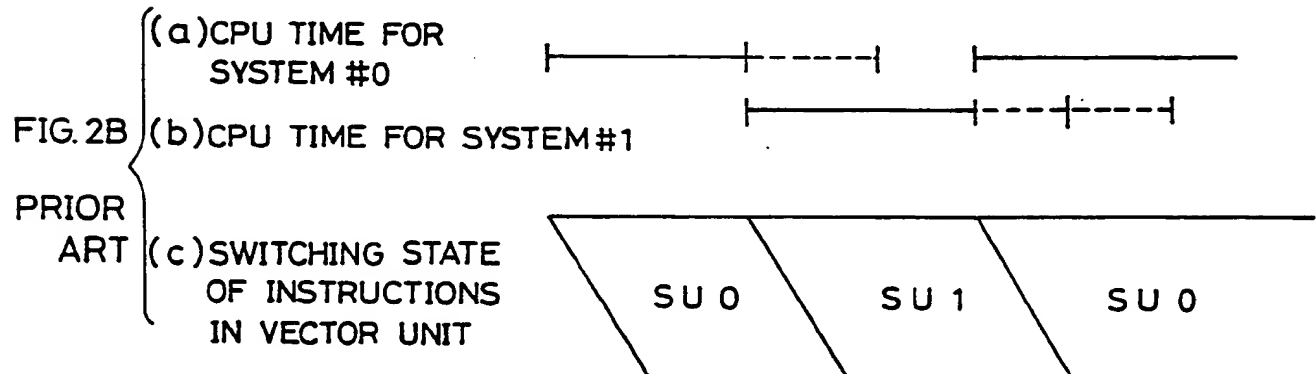 (a)CPU TIME FOR
SYSTEM #0
FIG. 2B
(b)CPU TIME FOR SYSTEM#1
PRIOR
ART
(c)SWITCHING STATE
OF INSTRUCTIONS
IN VECTOR UNIT
SU 0
SU 1
SU 0